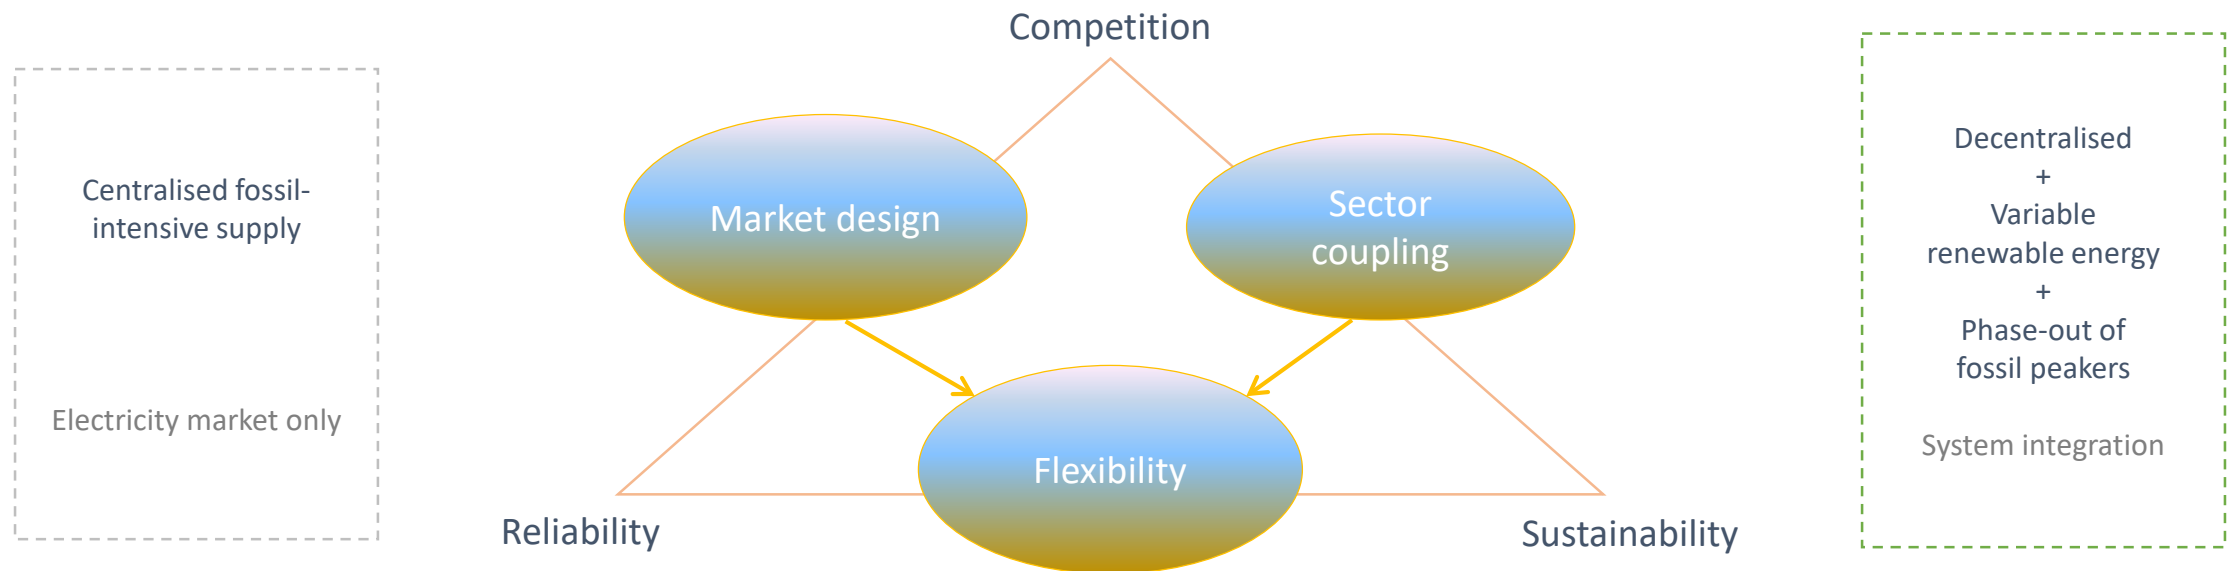 Competition
Centralised fossil-
intensive supply
Electricity market only
Market design
Sector
coupling
Flexibility
Reliability
Sustainability
Decentralised
+
Variable
renewable energy
+
Phase-out of
fossil peakers
System integration